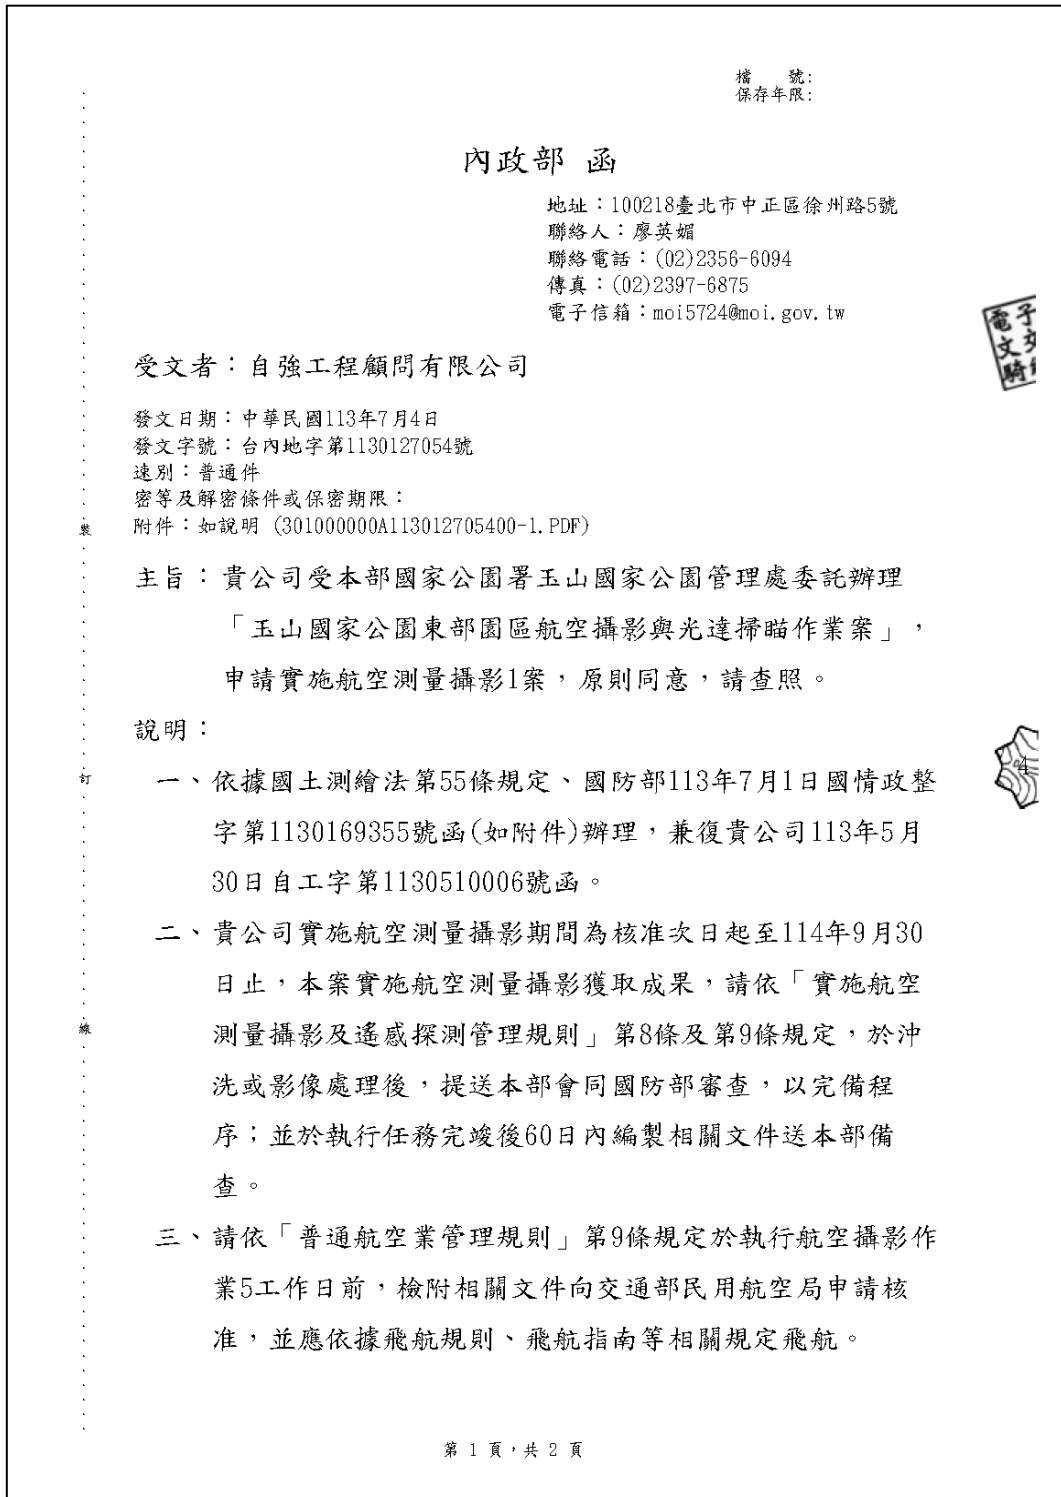 檔　　號:
保存年限:
內政部 函
地址：100218臺北市中正區徐州路5號
聯絡人：廖英媚
聯絡電話：(02)2356-6094
傳真：(02)2397-6875
電子信箱：moi5724@moi.gov.tw
電子
文交
騎
受文者：自強工程顧問有限公司
發文日期：中華民國113年7月4日
發文字號：台內地字第1130127054號
速別：普通件
密等及解密條件或保密期限：
附件：如說明 (301000000A113012705400-1.PDF)
裝
主旨：貴公司受本部國家公園署玉山國家公園管理處委託辦理
「玉山國家公園東部園區航空攝影與光達掃瞄作業案」，
申請實施航空測量攝影1案，原則同意，請查照。
說明：
一、依據國土測繪法第55條規定、國防部113年7月1日國情政整
訂
4
字第1130169355號函(如附件)辦理，兼復貴公司113年5月
30日自工字第1130510006號函。
二、貴公司實施航空測量攝影期間為核准次日起至114年9月30
日止，本案實施航空測量攝影獲取成果，請依「實施航空
測量攝影及遙感探測管理規則」第8條及第9條規定，於沖
線
洗或影像處理後，提送本部會同國防部審查，以完備程
序；並於執行任務完竣後60日內編製相關文件送本部備
查。
三、請依「普通航空業管理規則」第9條規定於執行航空攝影作
業5工作日前，檢附相關文件向交通部民用航空局申請核
准，並應依據飛航規則、飛航指南等相關規定飛航。
第 1 頁，共 2 頁